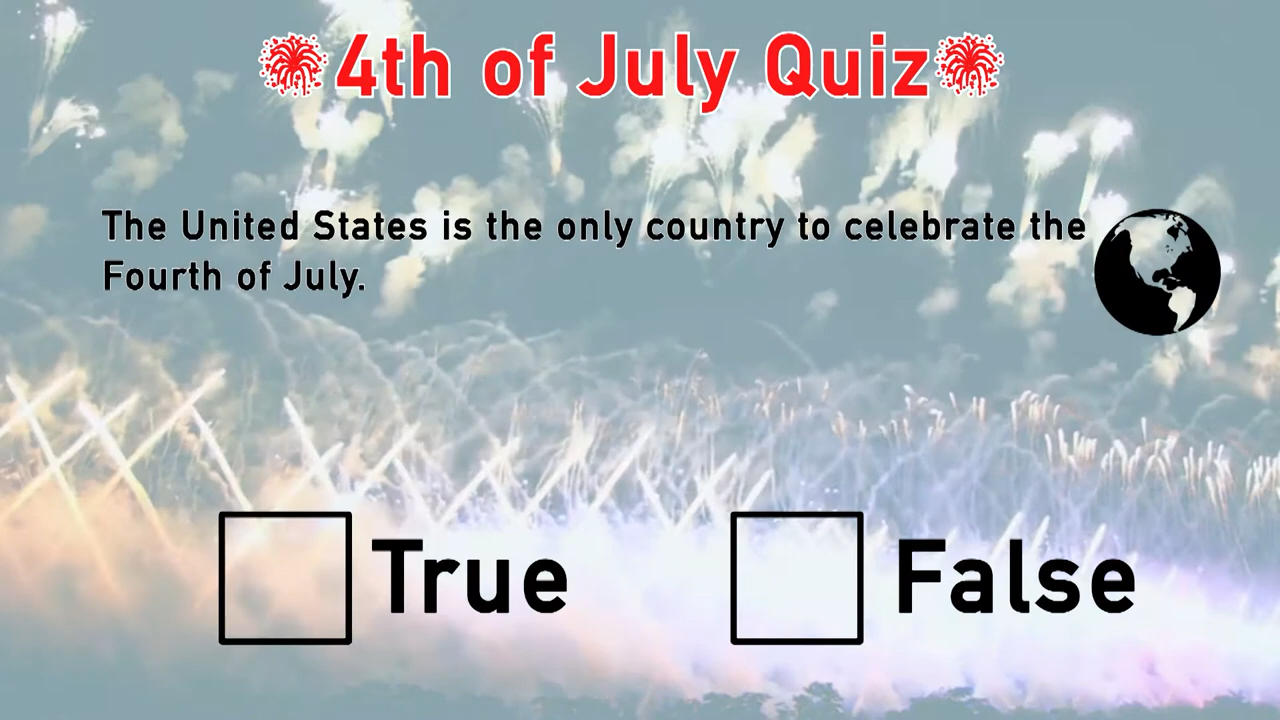 4th of July Quiz
The United States is the only country to celebrate the
Fourth of July.
True
False